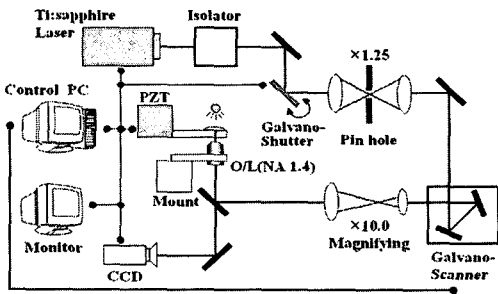 Ti:sapphire
Laser
Isolator
×1.25
Control PC
PZT
Galvano-
Shutter
Pin hole
O/L(NA 1.4)
Mount
×10.0
Magnifying
Monitor
CCD
Galvano-
Scanner